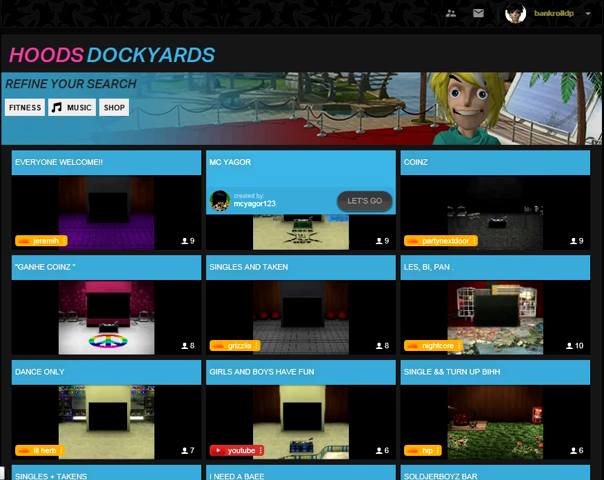 bankrolldp
HOODS DOCKYARDS
REFINE YOUR SEARCH
FITNESS MUSIC SHOP
EVERYONE WELCOME!! MC YAGOR COINZ
created by:
mcyagor123
LET'S GO
jeremih 9 9 partynextdoor 9
"GANHE COINZ " SINGLES AND TAKEN LES, BI, PAN .
8 grizzlia 8 nightcore 10
DANCE ONLY GIRLS AND BOYS HAVE FUN SINGLE && TURN UP BIHH
lil herb 7 youtube 6 hip 6
SINGLES + TAKENS I NEED A BAEE SOLDJERBOYZ BAR